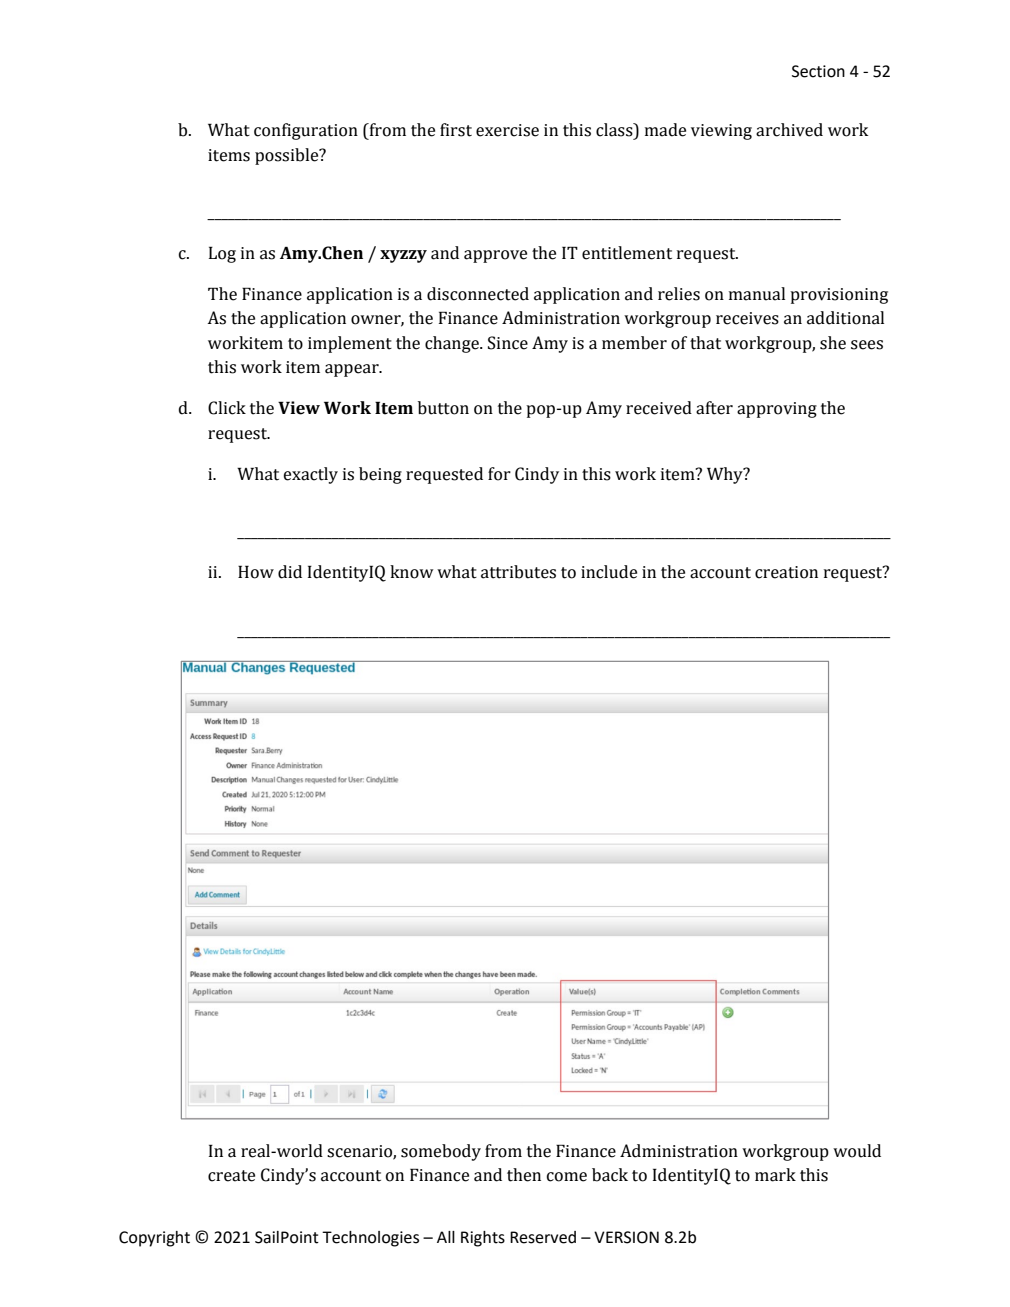 Section 4 - 52
b. What configuration (from the first exercise in this class) made viewing archived work
items possible?
c. Log in as Amy.Chen / xyzzy and approve the IT entitlement request.
The Finance application is a disconnected application and relies on manual provisioning
As the application owner, the Finance Administration workgroup receives an additional
workitem to implement the change. Since Amy is a member of that workgroup, she sees
this work item appear.
d. Click the View Work Item button on the pop-up Amy received after approving the
request.
i. What exactly is being requested for Cindy in this work item? Why?
ii. How did IdentityIQ know what attributes to include in the account creation request?
Manual Changes Requested
Summary
Work Item ID 18
Access Request ID 8
Requester Sara.Berry
Owner Finance Administration
Description Manual Changes requested for User: Cindy.Little
Created Jul 21, 2020 5:12:00 PM
Priority Normal
History None
Send Comment to Requester
None
Add Comment
Details
View Details for Cindy.Little
Please make the following account changes listed below and click complete when the changes have been made.
Application Account Name Operation Value(s) Completion Comments
Finance 1c2c3d4c Create Permission Group = 'IT'
Permission Group = 'Accounts Payable' (AP)
User Name = 'Cindy.Little'
Status = 'A'
Locked = 'N'
Page 1 of 1
In a real-world scenario, somebody from the Finance Administration workgroup would
create Cindy’s account on Finance and then come back to IdentityIQ to mark this
Copyright © 2021 SailPoint Technologies – All Rights Reserved – VERSION 8.2b